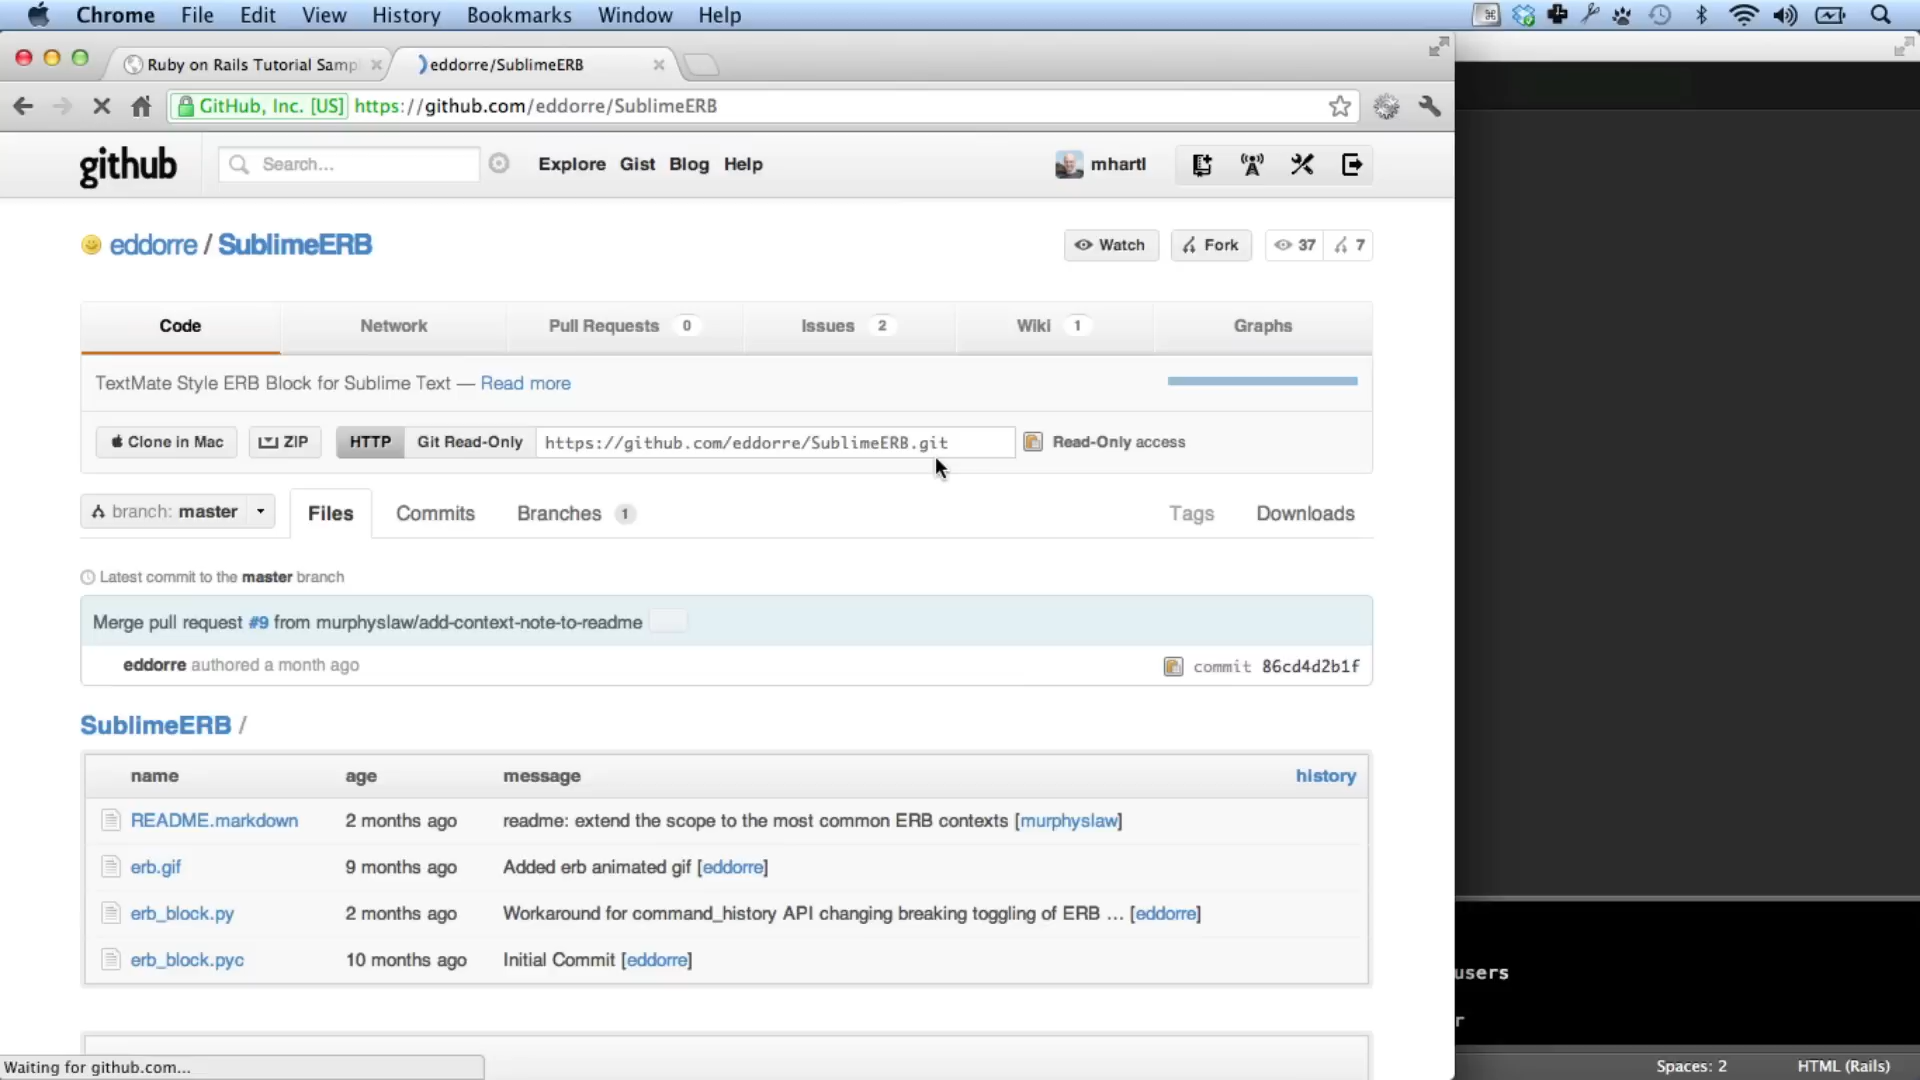 Chrome File Edit View History Bookmarks Window Help
Ruby on Rails Tutorial Samp
eddorre/SublimeERB
GitHub, Inc. [US] https://github.com/eddorre/SublimeERB
github Search... Explore Gist Blog Help mhartl
eddorre / SublimeERB Watch Fork 37 7
Code Network Pull Requests 0 Issues 2 Wiki 1 Graphs
TextMate Style ERB Block for Sublime Text — Read more
Clone in Mac ZIP HTTP Git Read-Only https://github.com/eddorre/SublimeERB.git Read-Only access
branch: master Files Commits Branches 1 Tags Downloads
Latest commit to the master branch
Merge pull request #9 from murphyslaw/add-context-note-to-readme
eddorre authored a month ago commit 86cd4d2b1f
SublimeERB /
name age message history
README.markdown 2 months ago readme: extend the scope to the most common ERB contexts [murphyslaw]
erb.gif 9 months ago Added erb animated gif [eddorre]
erb_block.py 2 months ago Workaround for command_history API changing breaking toggling of ERB … [eddorre]
erb_block.pyc 10 months ago Initial Commit [eddorre]
users
r
Waiting for github.com...
Spaces: 2 HTML (Rails)